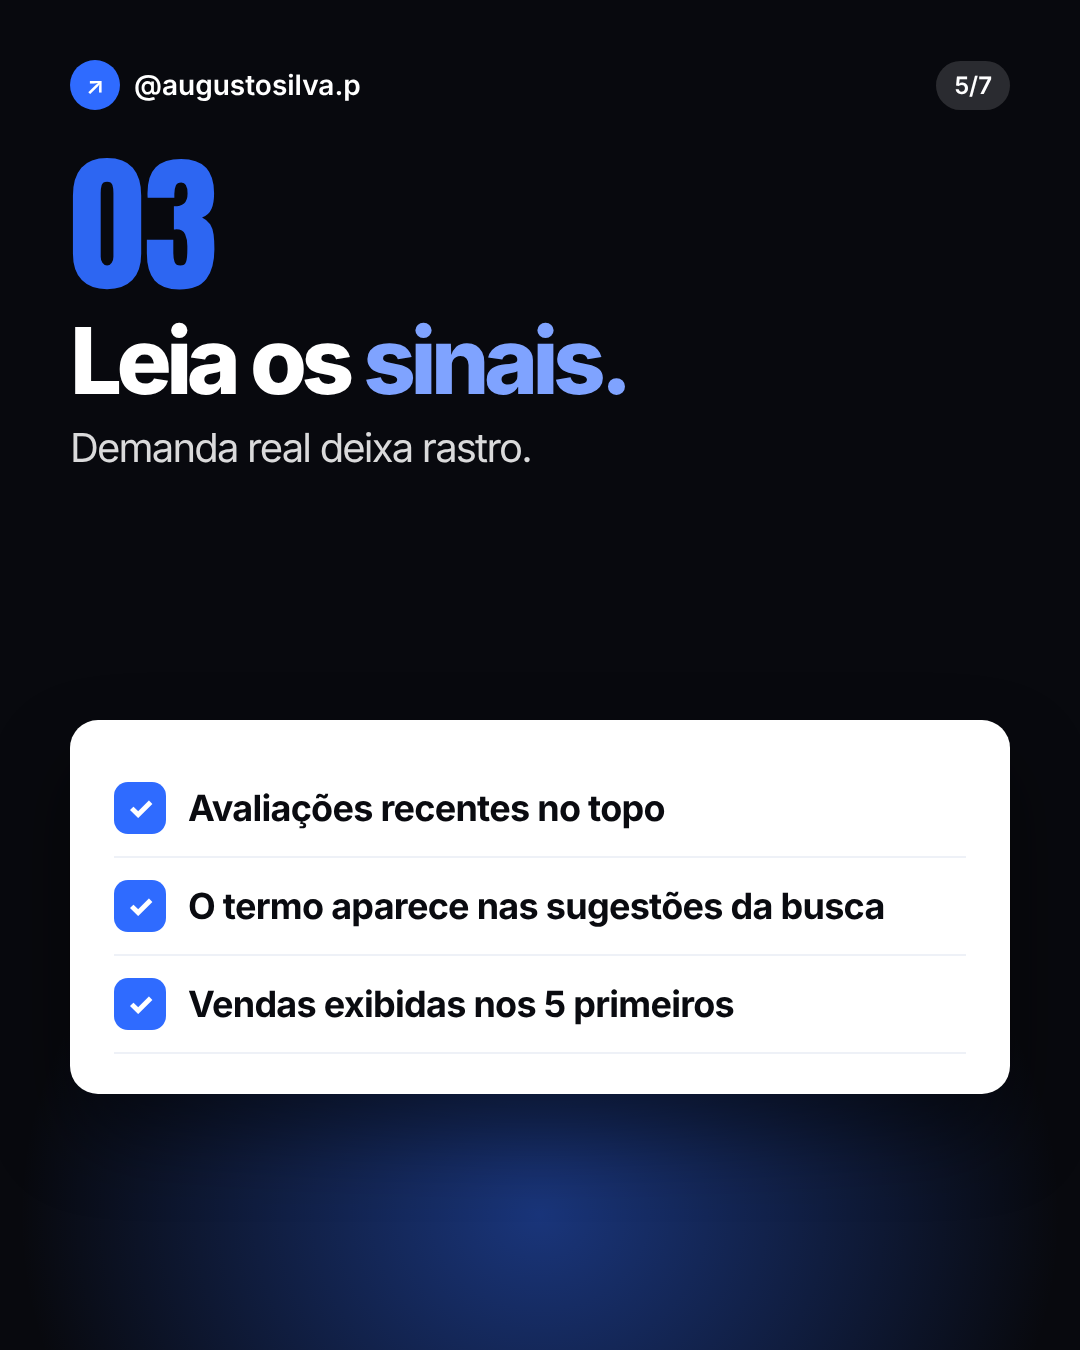 @augustosilva.p
5/7
03
Leia os sinais.
Demanda real deixa rastro.
Avaliações recentes no topo
O termo aparece nas sugestões da busca
Vendas exibidas nos 5 primeiros